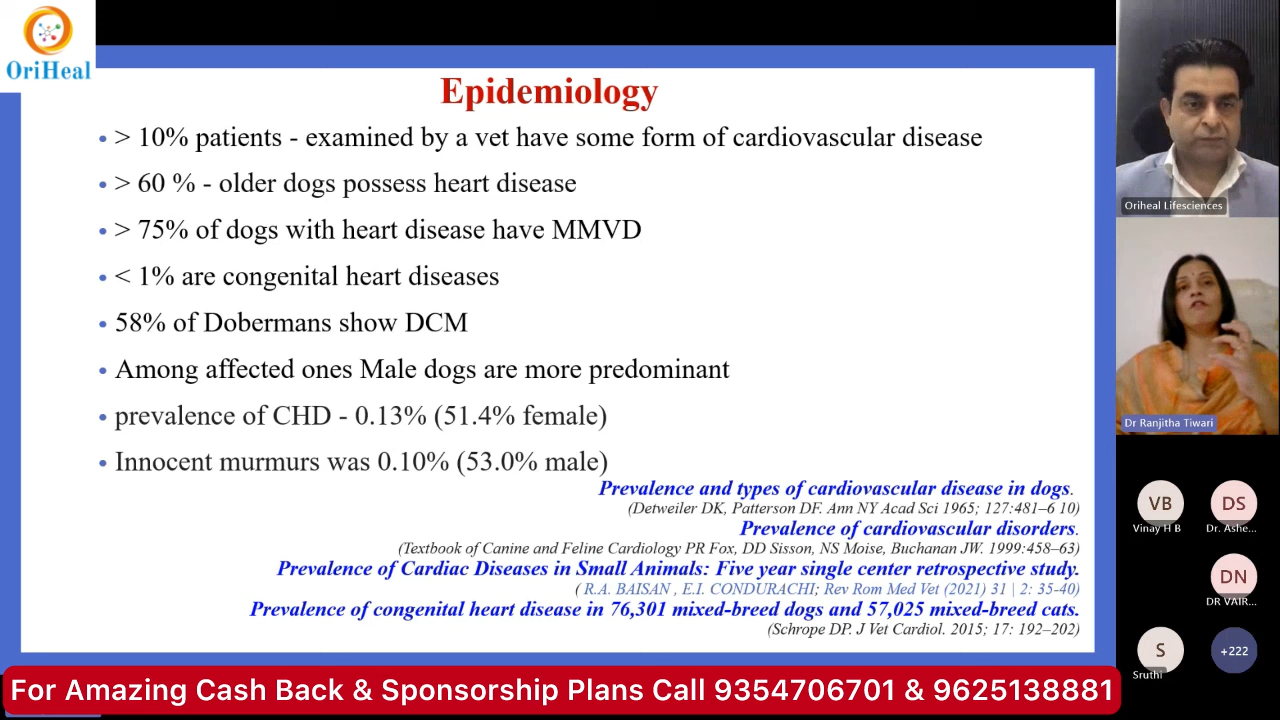 OriHeal
Epidemiology
• > 10% patients - examined by a vet have some form of cardiovascular disease
• > 60 % - older dogs possess heart disease
• > 75% of dogs with heart disease have MMVD
• < 1% are congenital heart diseases
• 58% of Dobermans show DCM
• Among affected ones Male dogs are more predominant
• prevalence of CHD - 0.13% (51.4% female)
• Innocent murmurs was 0.10% (53.0% male)
Prevalence and types of cardiovascular disease in dogs.
(Detweiler DK, Patterson DF. Ann NY Acad Sci 1965; 127:481–6 10)
Prevalence of cardiovascular disorders.
(Textbook of Canine and Feline Cardiology PR Fox, DD Sisson, NS Moise, Buchanan JW. 1999:458–63)
Prevalence of Cardiac Diseases in Small Animals: Five year single center retrospective study.
( R.A. BAISAN , E.I. CONDURACHI; Rev Rom Med Vet (2021) 31 | 2: 35-40)
Prevalence of congenital heart disease in 76,301 mixed-breed dogs and 57,025 mixed-breed cats.
(Schrope DP. J Vet Cardiol. 2015; 17: 192–202)
Oriheal Lifesciences
Dr Ranjitha Tiwari
VB
Vinay H B
DS
Dr. Ashe...
DN
DR VAIR...
S
Sruthi
+222
For Amazing Cash Back & Sponsorship Plans Call 9354706701 & 9625138881